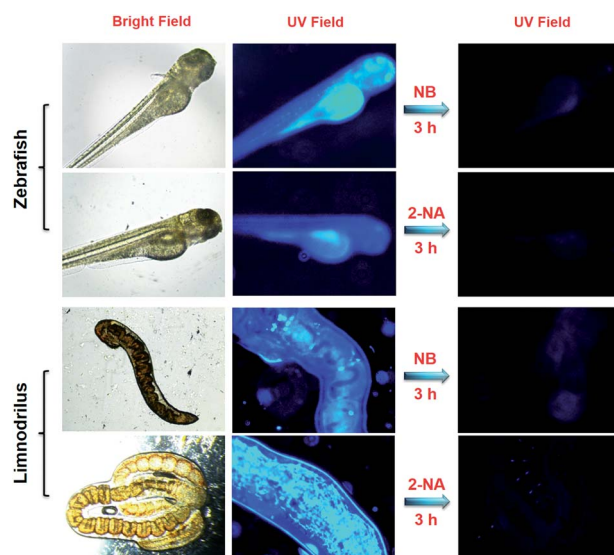 Bright Field
UV Field
UV Field
Zebrafish
NB
3 h
2-NA
3 h
Limnodrilus
NB
3 h
2-NA
3 h